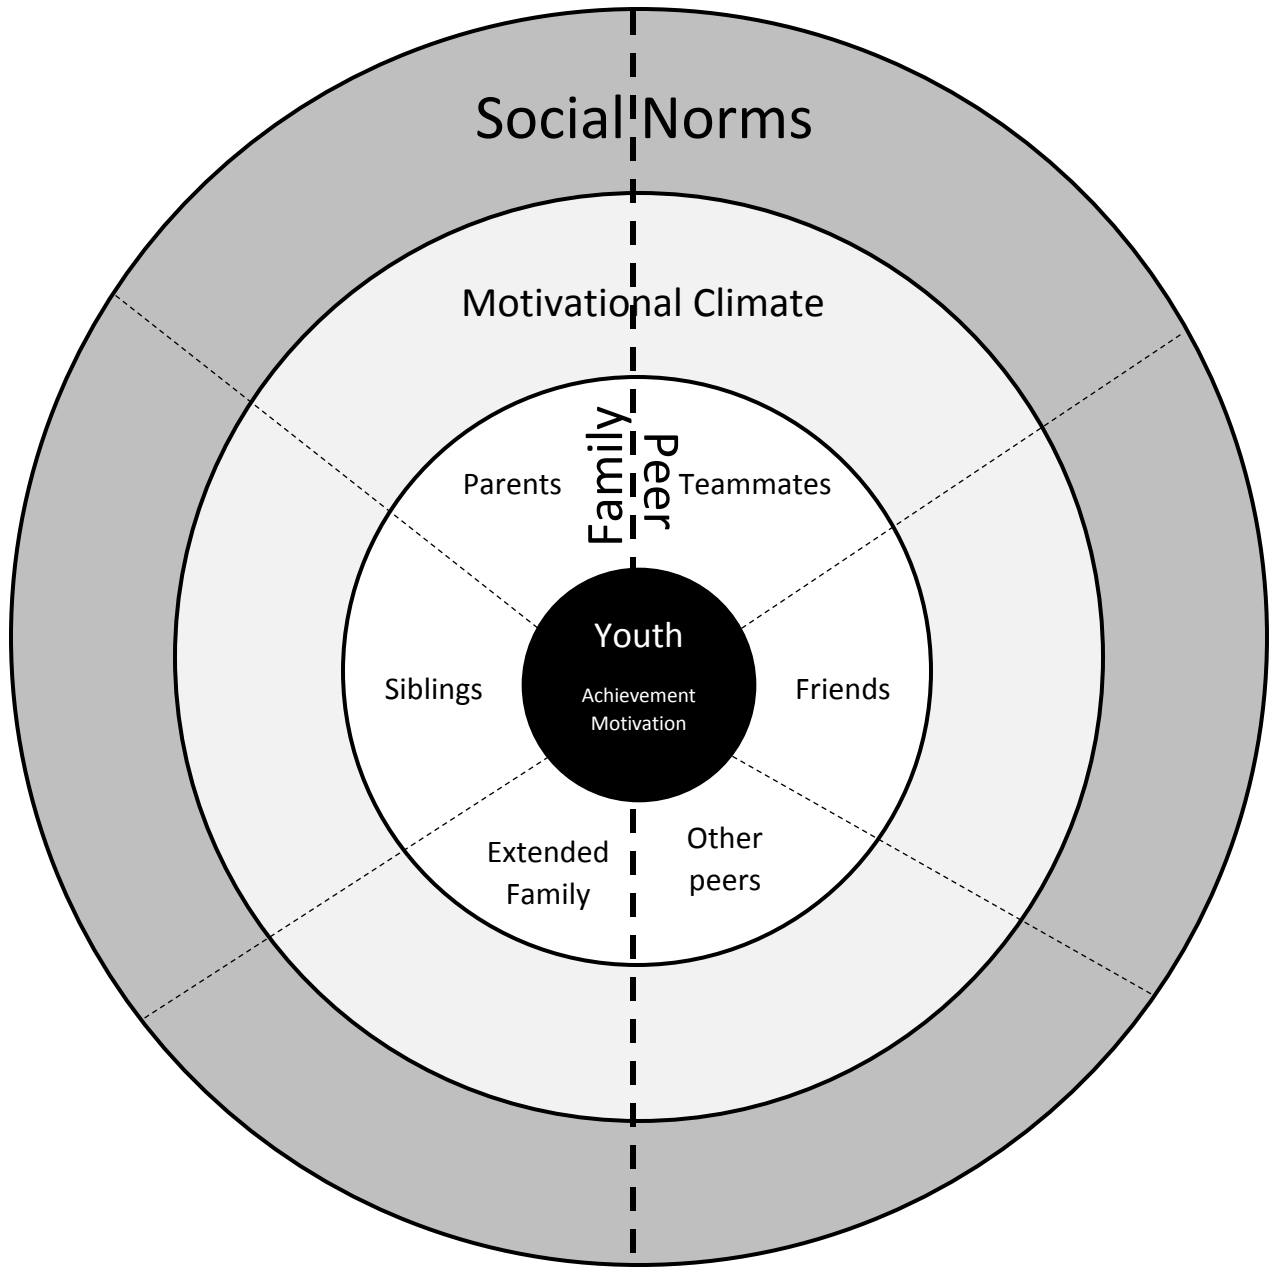 Social Norms
Motivational Climate
Family
Peer
Parents
Teammates
Youth
Achievement
Motivation
Siblings
Friends
Extended
Family
Other
peers